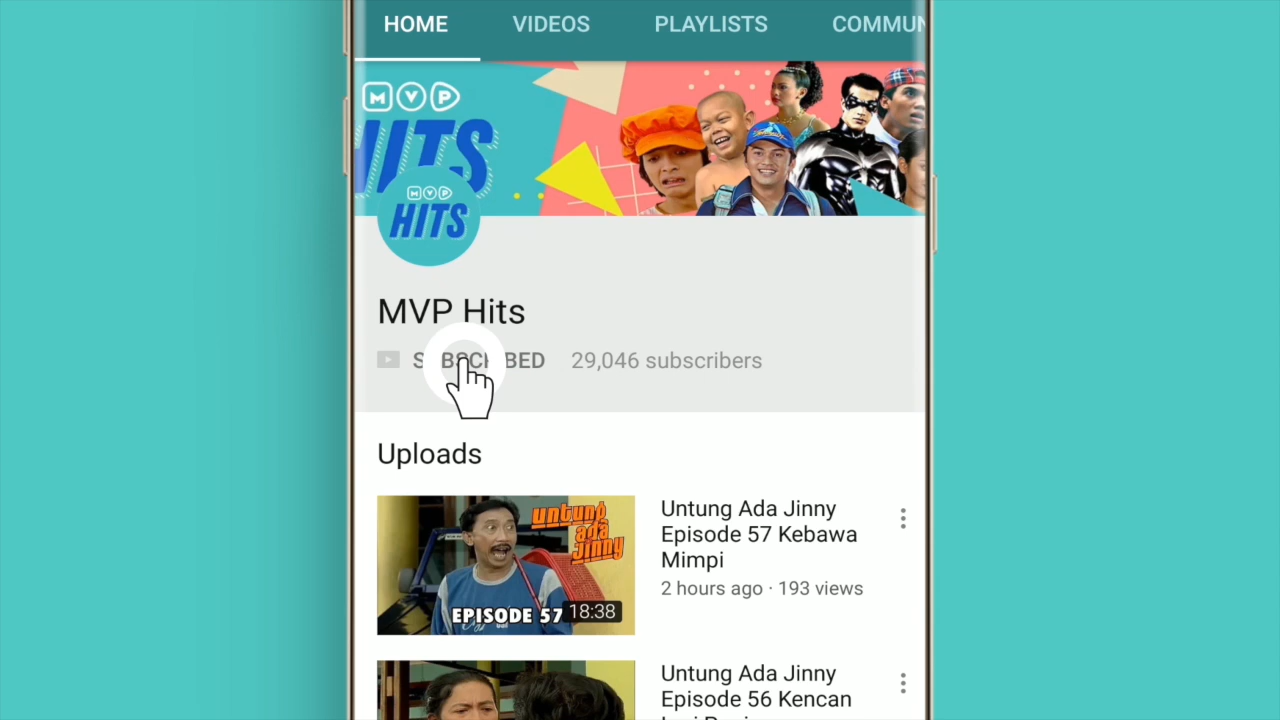 HOME VIDEOS PLAYLISTS COMMUN
MVP
HITS
MVP
HITS
MVP Hits
SUBSCRIBED 29,046 subscribers
Uploads
untung
ada
jinny
EPISODE 57 18:38
Untung Ada Jinny
Episode 57 Kebawa
Mimpi
2 hours ago · 193 views
Untung Ada Jinny
Episode 56 Kencan